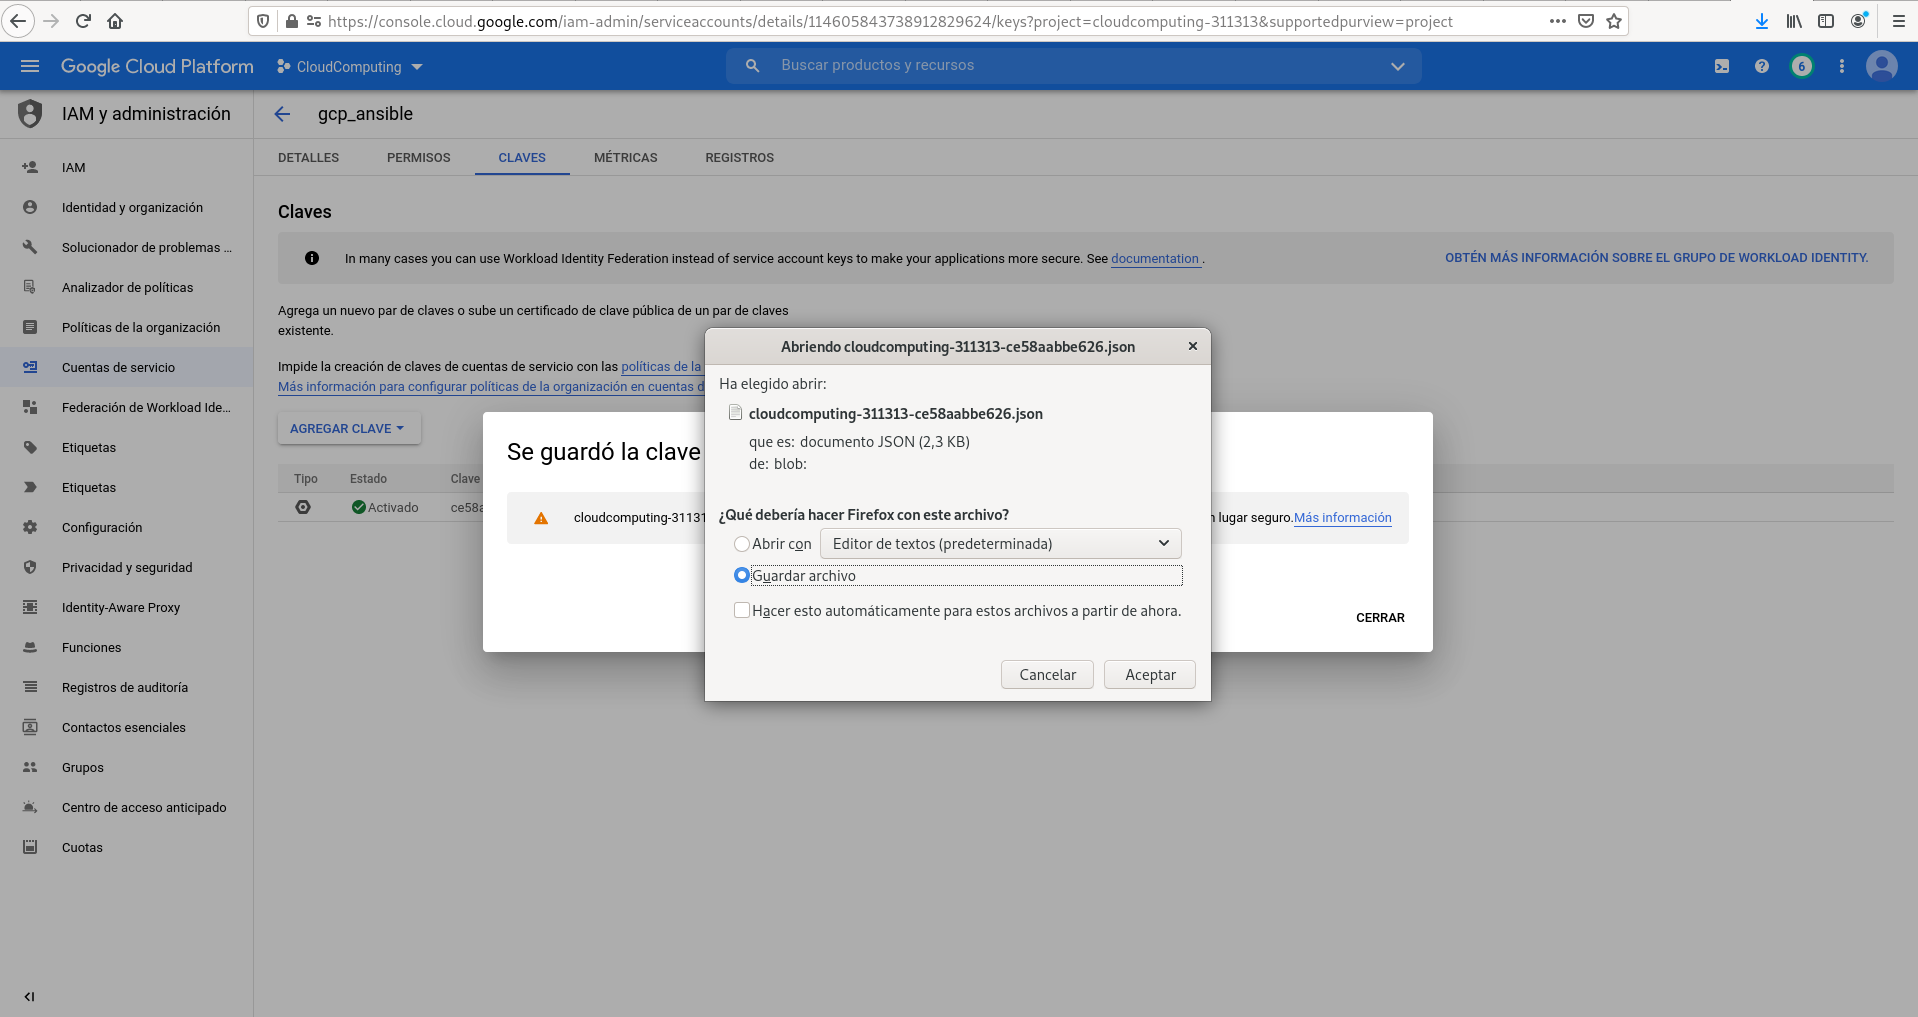 https://console.cloud.google.com/iam-admin/serviceaccounts/details/114605843738912829624/keys?project=cloudcomputing-311313&supportedpurview=project
Google Cloud Platform
CloudComputing
Buscar productos y recursos
6
IAM y administración
gcp_ansible
DETALLES
PERMISOS
CLAVES
MÉTRICAS
REGISTROS
IAM
Identidad y organización
Solucionador de problemas ...
Analizador de políticas
Políticas de la organización
Cuentas de servicio
Federación de Workload Ide...
Etiquetas
Etiquetas
Configuración
Privacidad y seguridad
Identity-Aware Proxy
Funciones
Registros de auditoría
Contactos esenciales
Grupos
Centro de acceso anticipado
Cuotas
Claves
In many cases you can use Workload Identity Federation instead of service account keys to make your applications more secure. See documentation .
OBTÉN MÁS INFORMACIÓN SOBRE EL GRUPO DE WORKLOAD IDENTITY.
Agrega un nuevo par de claves o sube un certificado de clave pública de un par de claves
existente.
Impide la creación de claves de cuentas de servicio con las políticas de la
Más información para configurar políticas de la organización en cuentas d
AGREGAR CLAVE
Tipo Estado Clave
Activado ce58a
Se guardó la clave
cloudcomputing-31131
n lugar seguro.Más información
CERRAR
Abriendo cloudcomputing-311313-ce58aabbe626.json
Ha elegido abrir:
cloudcomputing-311313-ce58aabbe626.json
que es: documento JSON (2,3 KB)
de: blob:
¿Qué debería hacer Firefox con este archivo?
Abrir con Editor de textos (predeterminada)
Guardar archivo
Hacer esto automáticamente para estos archivos a partir de ahora.
Cancelar Aceptar